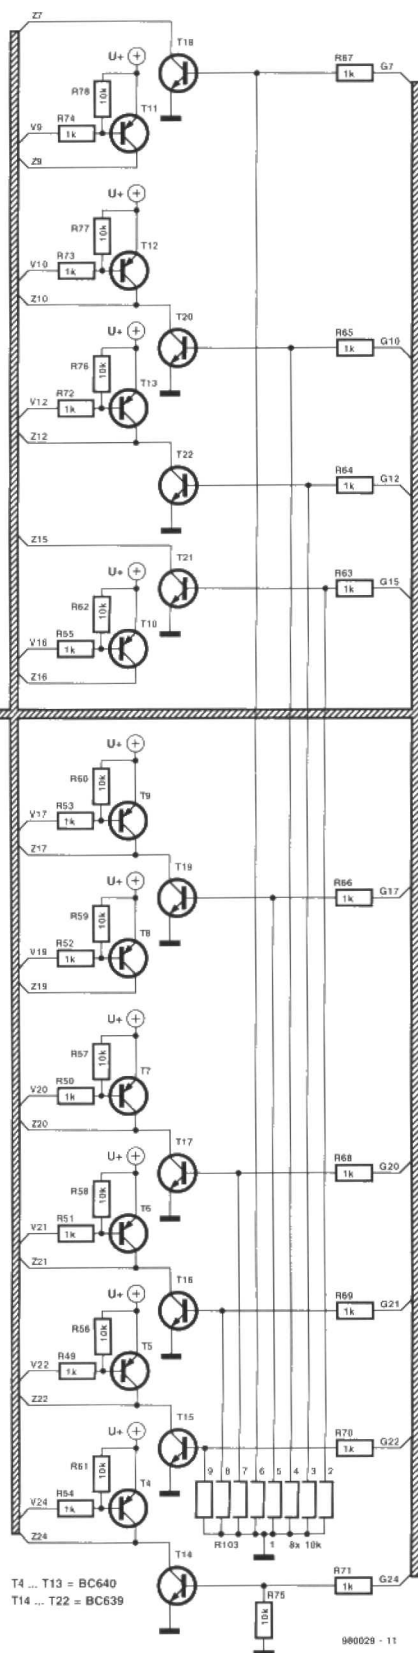 Z7
T18
U+
R87
G7
R78
10k
1k
T11
V9
R74
1k
Z9
U+
R77
10k
T12
V10
R73
1k
Z10
T20
R65
G10
U+
1k
R76
10k
T13
V12
R72
1k
Z12
T22
R64
G12
1k
Z15
T21
R63
G15
U+
1k
R62
10k
T10
V16
R55
1k
Z16
U+
R60
10k
T9
V17
R53
1k
Z17
T19
R66
G17
U+
1k
R59
10k
T8
V19
R52
1k
Z19
U+
R57
10k
T7
V20
R50
1k
Z20
T17
R68
G20
U+
1k
R58
10k
T6
V21
R51
1k
Z21
T16
R69
G21
U+
1k
R56
10k
T5
V22
R49
1k
Z22
T15
R70
G22
U+
1k
9 8 7 6 5 4 3 2
R61
10k
T4
V24
R54
1k
Z24
R103 1 8x 10k
T14
R71
G24
1k
R75
10k
T4 ... T13 = BC640
T14 ... T22 = BC639
980029 - 11